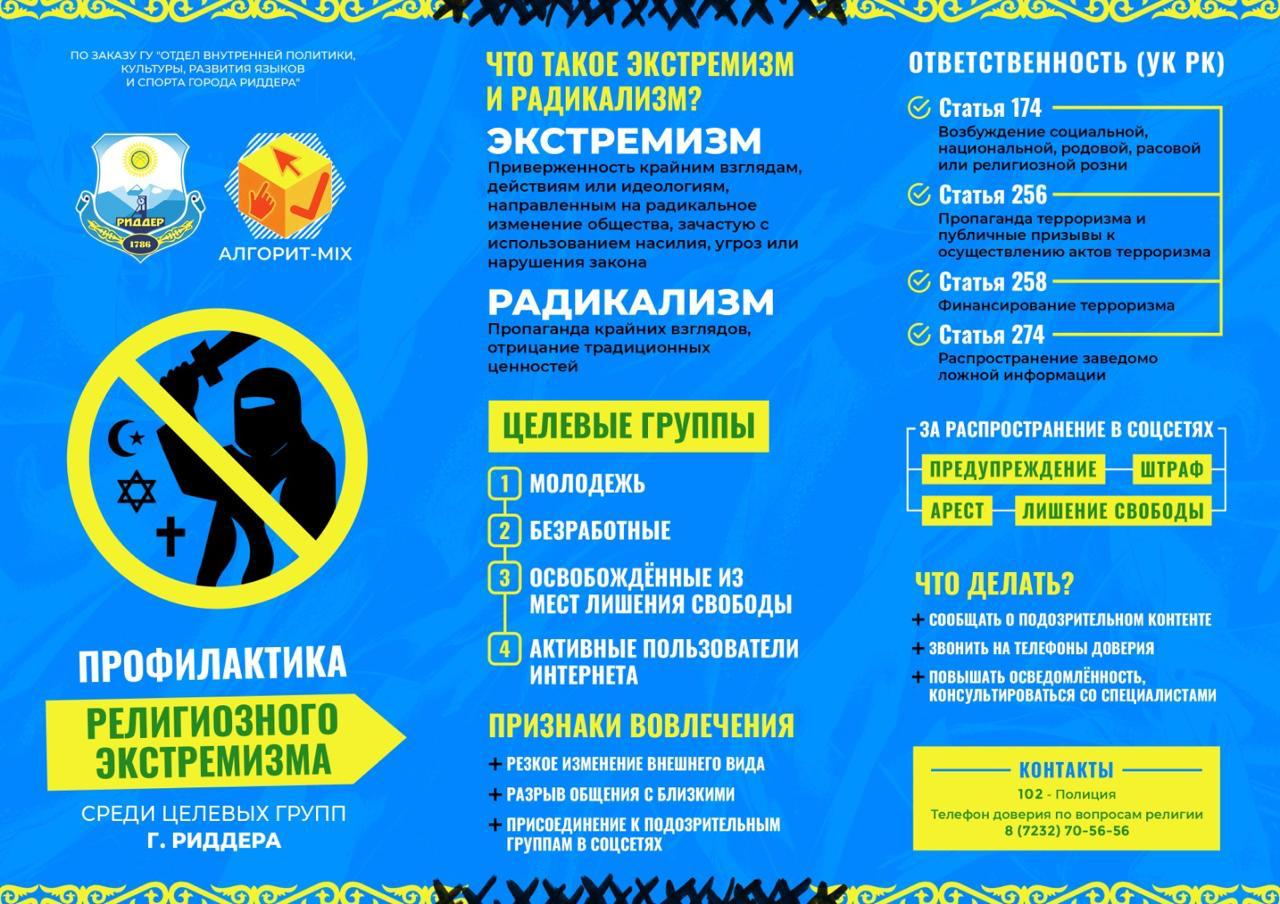 ПО ЗАКАЗУ ГУ "ОТДЕЛ ВНУТРЕННЕЙ ПОЛИТИКИ,
КУЛЬТУРЫ, РАЗВИТИЯ ЯЗЫКОВ
И СПОРТА ГОРОДА РИДДЕРА"
РИДДЕР
1786
АЛГОРИТ-MIX
ПРОФИЛАКТИКА
РЕЛИГИОЗНОГО
ЭКСТРЕМИЗМА
СРЕДИ ЦЕЛЕВЫХ ГРУПП
Г. РИДДЕРА
ЧТО ТАКОЕ ЭКСТРЕМИЗМ
И РАДИКАЛИЗМ?
ЭКСТРЕМИЗМ
Приверженность крайним взглядам,
действиям или идеологиям,
направленным на радикальное
изменение общества, зачастую с
использованием насилия, угроз или
нарушения закона
РАДИКАЛИЗМ
Пропаганда крайних взглядов,
отрицание традиционных
ценностей
ЦЕЛЕВЫЕ ГРУППЫ
1 МОЛОДЕЖЬ
2 БЕЗРАБОТНЫЕ
3 ОСВОБОЖДЁННЫЕ ИЗ
МЕСТ ЛИШЕНИЯ СВОБОДЫ
4 АКТИВНЫЕ ПОЛЬЗОВАТЕЛИ
ИНТЕРНЕТА
ПРИЗНАКИ ВОВЛЕЧЕНИЯ
+ РЕЗКОЕ ИЗМЕНЕНИЕ ВНЕШНЕГО ВИДА
+ РАЗРЫВ ОБЩЕНИЯ С БЛИЗКИМИ
+ ПРИСОЕДИНЕНИЕ К ПОДОЗРИТЕЛЬНЫМ
ГРУППАМ В СОЦСЕТЯХ
ОТВЕТСТВЕННОСТЬ (УК РК)
Статья 174
Возбуждение социальной,
национальной, родовой, расовой
или религиозной розни
Статья 256
Пропаганда терроризма и
публичные призывы к
осуществлению актов терроризма
Статья 258
Финансирование терроризма
Статья 274
Распространение заведомо
ложной информации
ЗА РАСПРОСТРАНЕНИЕ В СОЦСЕТЯХ
ПРЕДУПРЕЖДЕНИЕ ШТРАФ
АРЕСТ ЛИШЕНИЕ СВОБОДЫ
ЧТО ДЕЛАТЬ?
+ СООБЩАТЬ О ПОДОЗРИТЕЛЬНОМ КОНТЕНТЕ
+ ЗВОНИТЬ НА ТЕЛЕФОНЫ ДОВЕРИЯ
+ ПОВЫШАТЬ ОСВЕДОМЛЁННОСТЬ,
КОНСУЛЬТИРОВАТЬСЯ СО СПЕЦИАЛИСТАМИ
КОНТАКТЫ
102 - Полиция
Телефон доверия по вопросам религии
8 (7232) 70-56-56